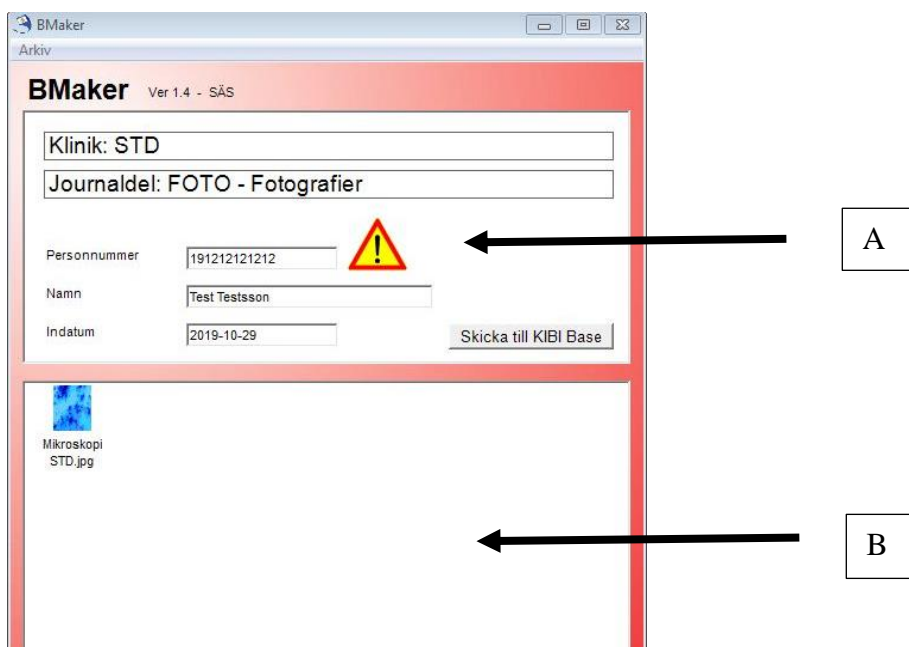 BMaker
Arkiv
BMaker Ver 1.4 - SÄS
Klinik: STD
Journaldel: FOTO - Fotografier
A
Personnummer 191212121212
Namn Test Testsson
Indatum 2019-10-29 Skicka till KIBI Base
Mikroskopi
STD.jpg
B